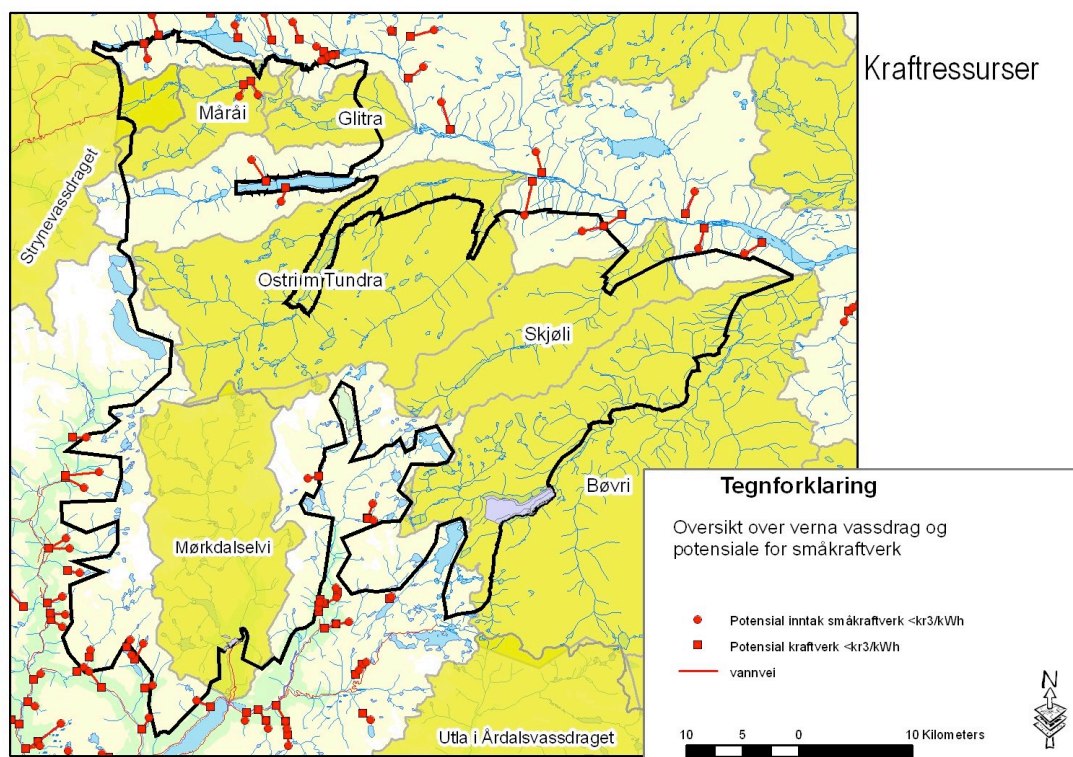 Kraftressurser
Måråi
Glitra
Strynevassdraget
Ostri m Tundra
Skjøli
Bøvri
Mørkdalselvi
Utla i Årdalsvassdraget
Tegnforklaring
Oversikt over verna vassdrag og
potensiale for småkraftverk
Potensial inntak småkraftverk <kr3/kWh
Potensial kraftverk <kr3/kWh
vannvei
N
10 5 0 10 Kilometers